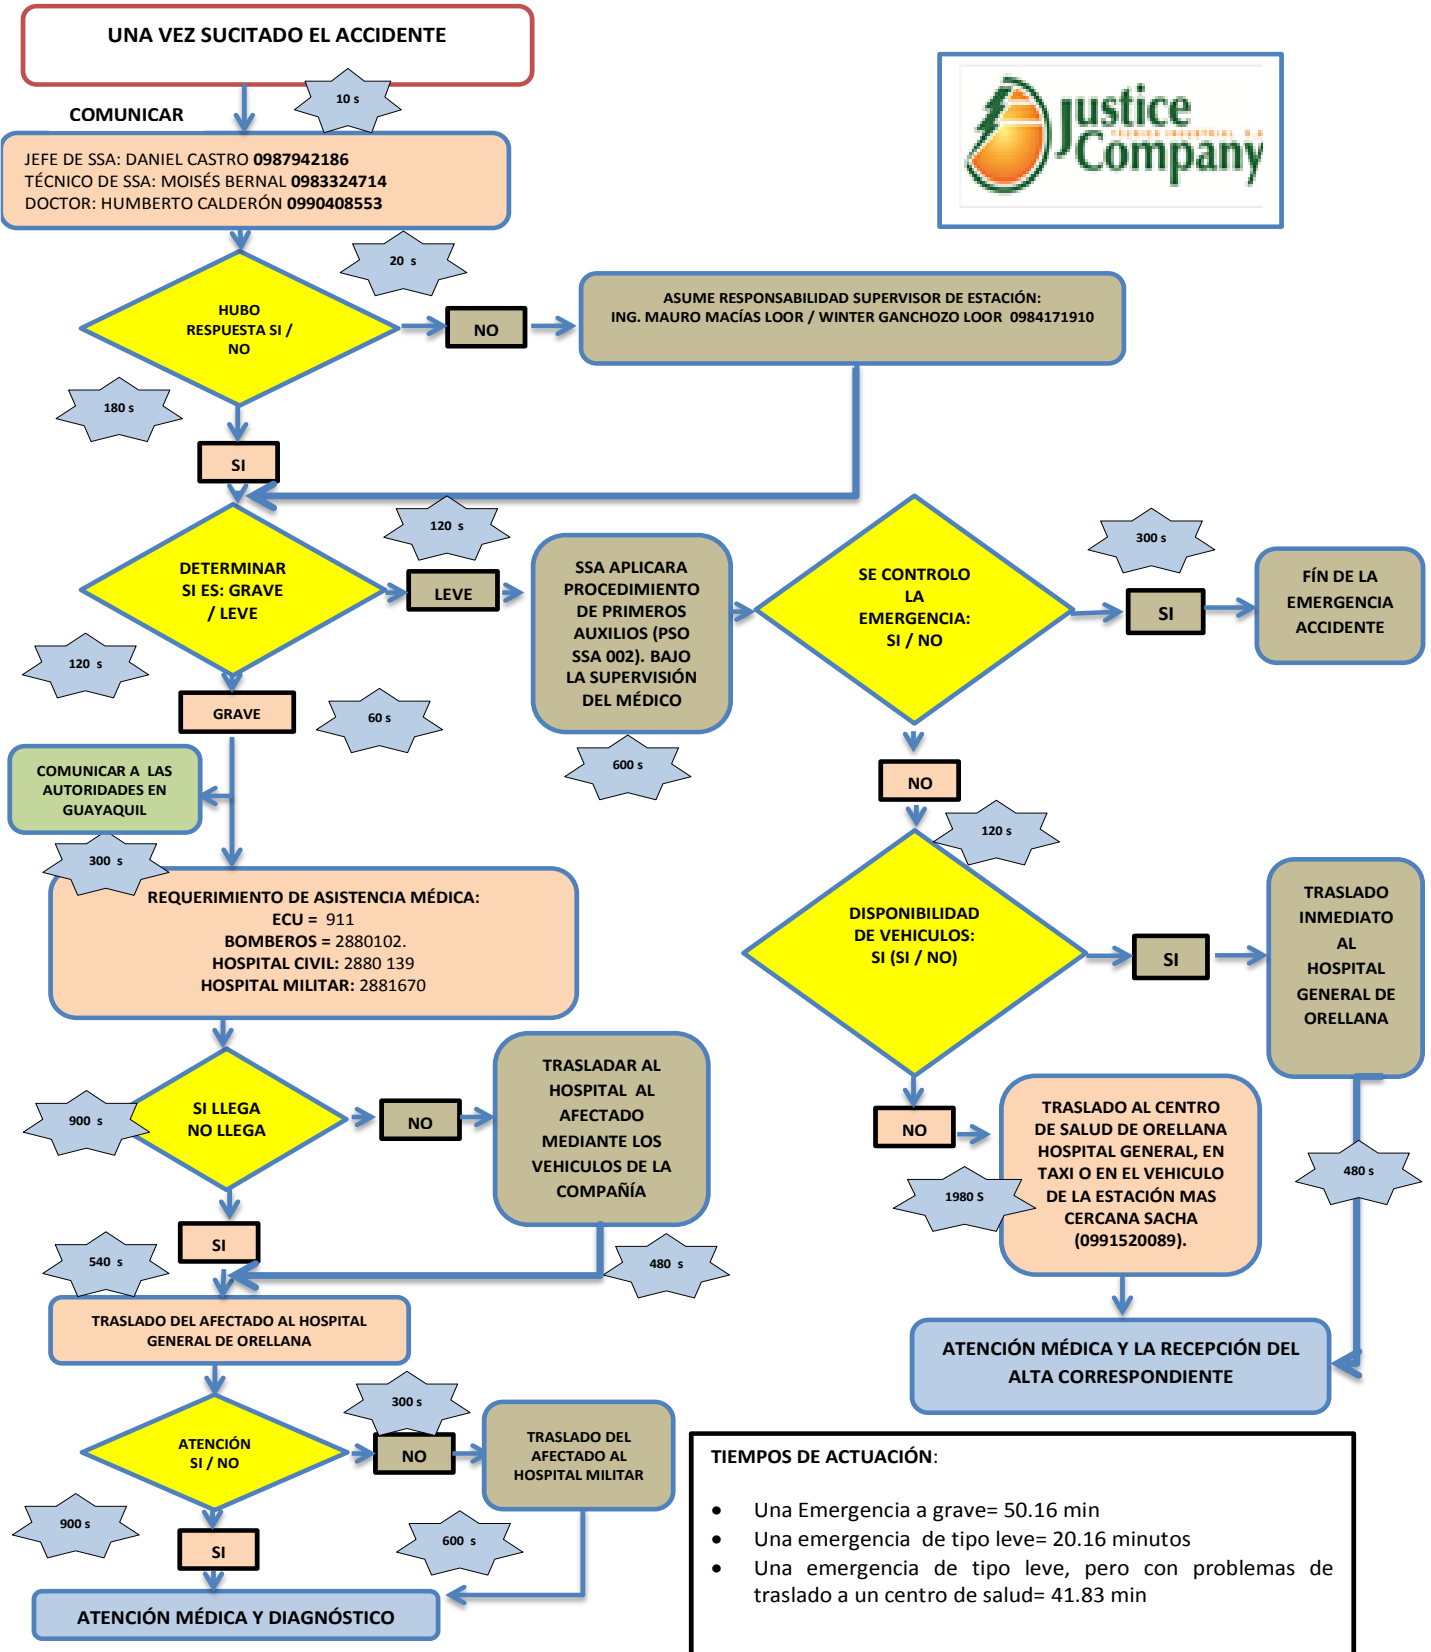 UNA VEZ SUCITADO EL ACCIDENTE
10 s
COMUNICAR
JEFE DE SSA: DANIEL CASTRO 0987942186
TÉCNICO DE SSA: MOISÉS BERNAL 0983324714
DOCTOR: HUMBERTO CALDERÓN 0990408553
Justice
Company
20 s
HUBO
RESPUESTA SI /
NO
NO
ASUME RESPONSABILIDAD SUPERVISOR DE ESTACIÓN:
ING. MAURO MACÍAS LOOR / WINTER GANCHOZO LOOR 0984171910
180 s
SI
DETERMINAR
SI ES: GRAVE
/ LEVE
120 s
LEVE
SSA APLICARA
PROCEDIMIENTO
DE PRIMEROS
AUXILIOS (PSO
SSA 002). BAJO
LA SUPERVISIÓN
DEL MÉDICO
600 s
SE CONTROLO
LA
EMERGENCIA:
SI / NO
300 s
SI
FÍN DE LA
EMERGENCIA
ACCIDENTE
120 s
GRAVE
60 s
COMUNICAR A LAS
AUTORIDADES EN
GUAYAQUIL
300 s
NO
120 s
REQUERIMIENTO DE ASISTENCIA MÉDICA:
ECU = 911
BOMBEROS = 2880102.
HOSPITAL CIVIL: 2880 139
HOSPITAL MILITAR: 2881670
DISPONIBILIDAD
DE VEHICULOS:
SI (SI / NO)
SI
TRASLADO
INMEDIATO
AL
HOSPITAL
GENERAL DE
ORELLANA
480 s
900 s
SI LLEGA
NO LLEGA
NO
TRASLADAR AL
HOSPITAL AL
AFECTADO
MEDIANTE LOS
VEHICULOS DE LA
COMPAÑÍA
480 s
NO
1980 S
TRASLADO AL CENTRO
DE SALUD DE ORELLANA
HOSPITAL GENERAL, EN
TAXI O EN EL VEHICULO
DE LA ESTACIÓN MAS
CERCANA SACHA
(0991520089).
SI
540 s
TRASLADO DEL AFECTADO AL HOSPITAL
GENERAL DE ORELLANA
ATENCIÓN MÉDICA Y LA RECEPCIÓN DEL
ALTA CORRESPONDIENTE
ATENCIÓN
SI / NO
300 s
NO
TRASLADO DEL
AFECTADO AL
HOSPITAL MILITAR
900 s
SI
600 s
ATENCIÓN MÉDICA Y DIAGNÓSTICO
TIEMPOS DE ACTUACIÓN:
• Una Emergencia a grave= 50.16 min
• Una emergencia de tipo leve= 20.16 minutos
• Una emergencia de tipo leve, pero con problemas de
traslado a un centro de salud= 41.83 min